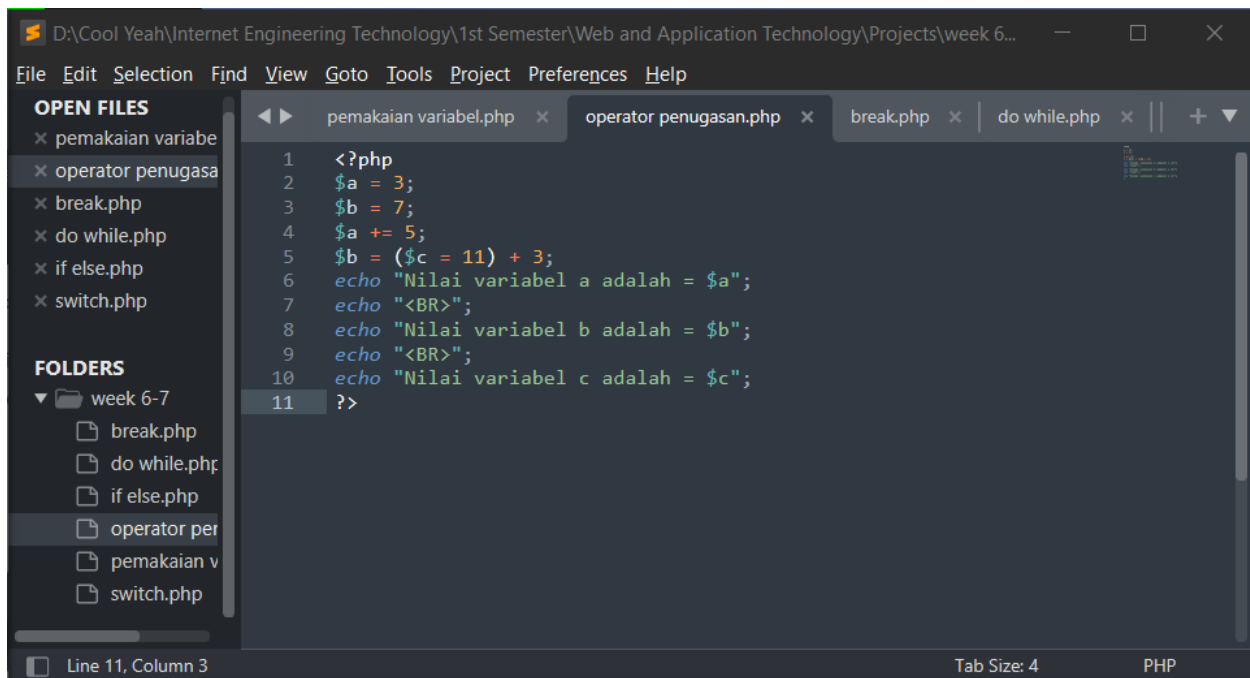 D:\Cool Yeah\Internet Engineering Technology\1st Semester\Web and Application Technology\Projects\week 6...
File Edit Selection Find View Goto Tools Project Preferences Help
OPEN FILES
pemakaian variabe
operator penugasa
break.php
do while.php
if else.php
switch.php
FOLDERS
week 6-7
break.php
do while.php
if else.php
operator per
pemakaian v
switch.php
pemakaian variabel.php operator penugasan.php break.php do while.php
1 <?php
2 $a = 3;
3 $b = 7;
4 $a += 5;
5 $b = ($c = 11) + 3;
6 echo "Nilai variabel a adalah = $a";
7 echo "<BR>";
8 echo "Nilai variabel b adalah = $b";
9 echo "<BR>";
10 echo "Nilai variabel c adalah = $c";
11 ?>
Line 11, Column 3 Tab Size: 4 PHP